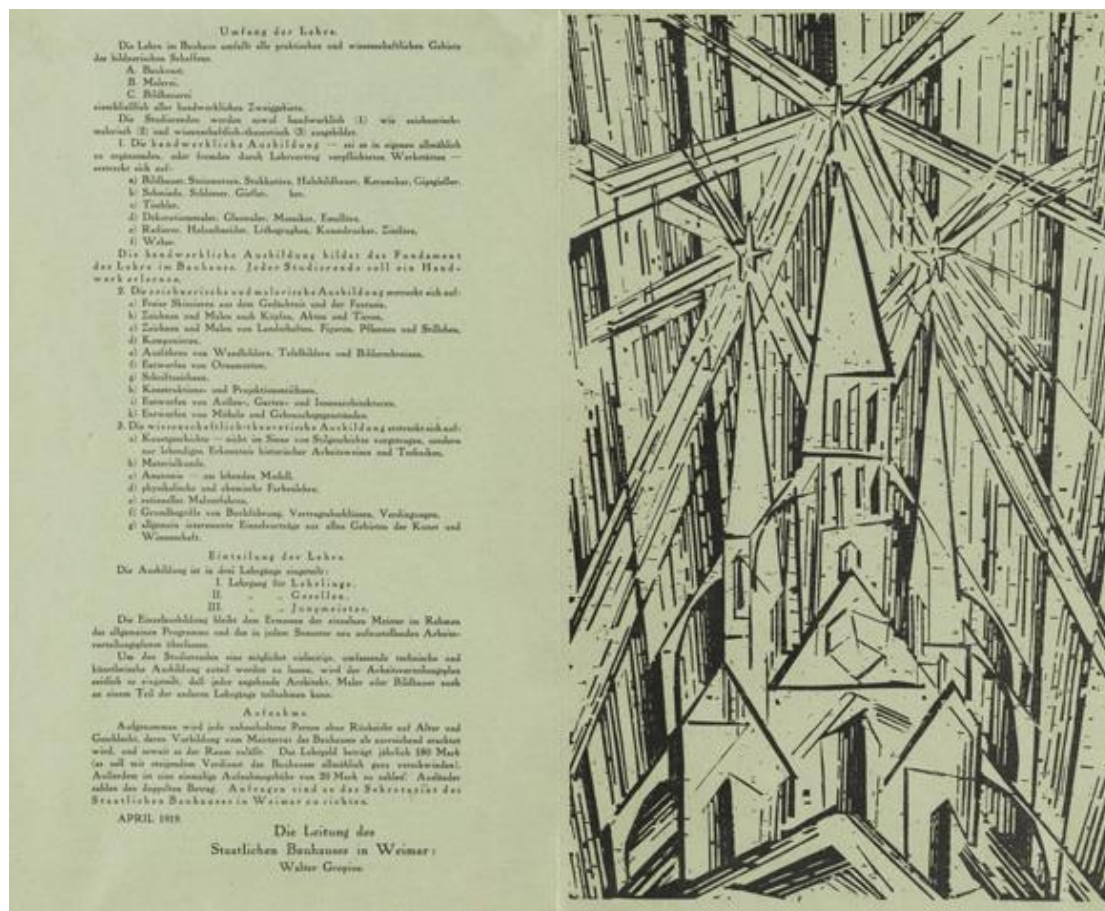 Umfang der Lehre.
Die Lehre im Bauhaus umfaßt alle praktischen und wissenschaftlichen Gebiete
des bildnerischen Schaffens.
A. Baukunst,
B. Malerei,
C. Bildhauerei
einschließlich aller handwerklichen Zweiggebiete.
Die Studierenden werden sowohl handwerklich (1) wie zeichnerisch-
malerisch (2) und wissenschaftlich-theoretisch (3) ausgebildet.
1. Die handwerkliche Ausbildung — sei es in eigenen allmählich
zu ergänzenden, oder fremden durch Lehrvertrag verpflichteten Werkstätten —
erstreckt sich auf:
a) Bildhauer, Steinmetzen, Stukkatöre, Holzbildhauer, Keramiker, Gipsgießer,
b) Schmiede, Schlosser, Gießer,
c) Tischler,
d) Dekorationsmaler, Glasmaler, Mosaiker, Emallöre,
e) Radierer, Holzschneider, Lithographen, Kunstdrucker, Ziselöre,
f) Weber.
Die handwerkliche Ausbildung bildet das Fundament
der Lehre im Bauhause. Jeder Studierende soll ein Hand-
werk erlernen.
2. Die zeichnerische und malerische Ausbildung erstreckt sich auf:
a) Freies Skizzieren aus dem Gedächtnis und der Fantasie,
b) Zeichnen und Malen nach Köpfen, Akten und Tieren,
c) Zeichnen und Malen von Landschaften, Figuren, Pflanzen und Stilleben,
d) Komponieren,
e) Ausführen von Wandbildern, Tafelbildern und Bilderschreinen,
f) Entwerfen von Ornamenten,
g) Schriftzeichnen,
h) Konstruktions- und Projektionszeichnen,
i) Entwerfen von Außen-, Garten- und Innenarchitekturen,
k) Entwerfen von Möbeln und Gebrauchsgegenständen.
3. Die wissenschaftlich-theoretische Ausbildung erstreckt sich auf:
a) Kunstgeschichte — nicht im Sinne von Stilgeschichte vorgetragen, sondern
zur lebendigen Erkenntnis historischer Arbeitsweisen und Techniken,
b) Materialkunde,
c) Anatomie — am lebenden Modell,
d) physikalische und chemische Farbenlehre,
e) rationelles Malverfahren,
f) Grundbegriffe von Buchführung, Vertragsabschlüssen, Verdingungen,
g) allgemein interessante Einzelvorträge aus allen Gebieten der Kunst und
Wissenschaft.
Einteilung der Lehre.
Die Ausbildung ist in drei Lehrgänge eingeteilt:
I. Lehrgang für Lehrlinge,
II. „ „ Gesellen,
III. „ „ Jungmeister.
Die Einzelausbildung bleibt dem Ermessen der einzelnen Meister im Rahmen
des allgemeinen Programms und des in jedem Semester neu aufzustellenden Arbeits-
verteilungsplanes überlassen.
Um den Studierenden eine möglichst vielseitige, umfassende technische und
künstlerische Ausbildung zuteil werden zu lassen, wird der Arbeitsverteilungsplan
zeitlich so eingeteilt, daß jeder angehende Architekt, Maler oder Bildhauer auch
an einem Teil der anderen Lehrgänge teilnehmen kann.
Aufnahme.
Aufgenommen wird jede unbescholtene Person ohne Rücksicht auf Alter und
Geschlecht, deren Vorbildung vom Meisterrat des Bauhauses als ausreichend erachtet
wird, und soweit es der Raum zuläßt. Das Lehrgeld beträgt jährlich 180 Mark
(es soll mit steigendem Verdienst des Bauhauses allmählich ganz verschwinden).
Außerdem ist eine einmalige Aufnahmegebühr von 20 Mark zu zahlen. Ausländer
zahlen den doppelten Betrag. Anfragen sind an das Sekretariat des
Staatlichen Bauhauses in Weimar zu richten.
APRIL 1919.
Die Leitung des
Staatlichen Bauhauses in Weimar:
Walter Gropius.